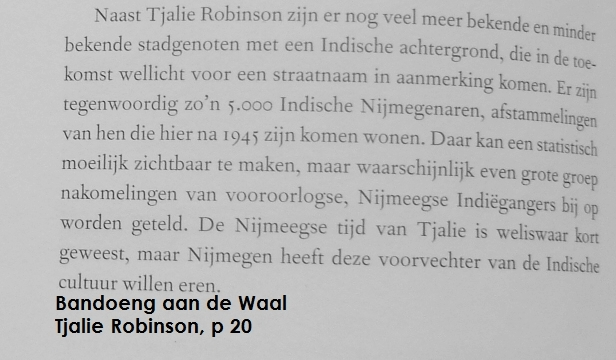 Naast Tjalie Robinson zijn er nog veel meer bekende en minder
bekende stadgenoten met een Indische achtergrond, die in de toe-
komst wellicht voor een straatnaam in aanmerking komen. Er zijn
tegenwoordig zo'n 5.000 Indische Nijmegenaren, afstammelingen
van hen die hier na 1945 zijn komen wonen. Daar kan een statistisch
moeilijk zichtbaar te maken, maar waarschijnlijk even grote groep
nakomelingen van vooroorlogse, Nijmeegse Indiëgangers bij op
worden geteld. De Nijmeegse tijd van Tjalie is weliswaar kort
geweest, maar Nijmegen heeft deze voorvechter van de Indische
cultuur willen eren.
Bandoeng aan de Waal
Tjalie Robinson, p 20